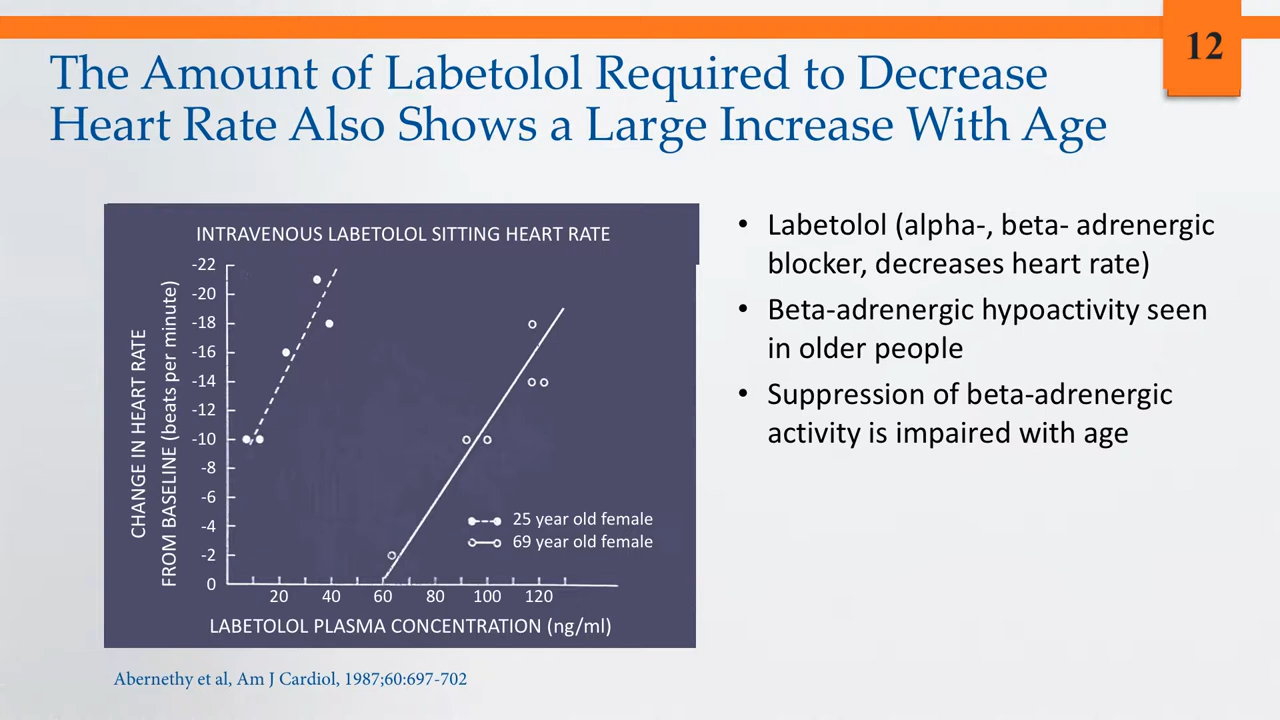 12
The Amount of Labetolol Required to Decrease
Heart Rate Also Shows a Large Increase With Age
INTRAVENOUS LABETOLOL SITTING HEART RATE
CHANGE IN HEART RATE
FROM BASELINE (beats per minute)
-22
-20
-18
-16
-14
-12
-10
-8
-6
-4
-2
0
25 year old female
69 year old female
20 40 60 80 100 120
LABETOLOL PLASMA CONCENTRATION (ng/ml)
• Labetolol (alpha-, beta- adrenergic
blocker, decreases heart rate)
• Beta-adrenergic hypoactivity seen
in older people
• Suppression of beta-adrenergic
activity is impaired with age
Abernethy et al, Am J Cardiol, 1987;60:697-702